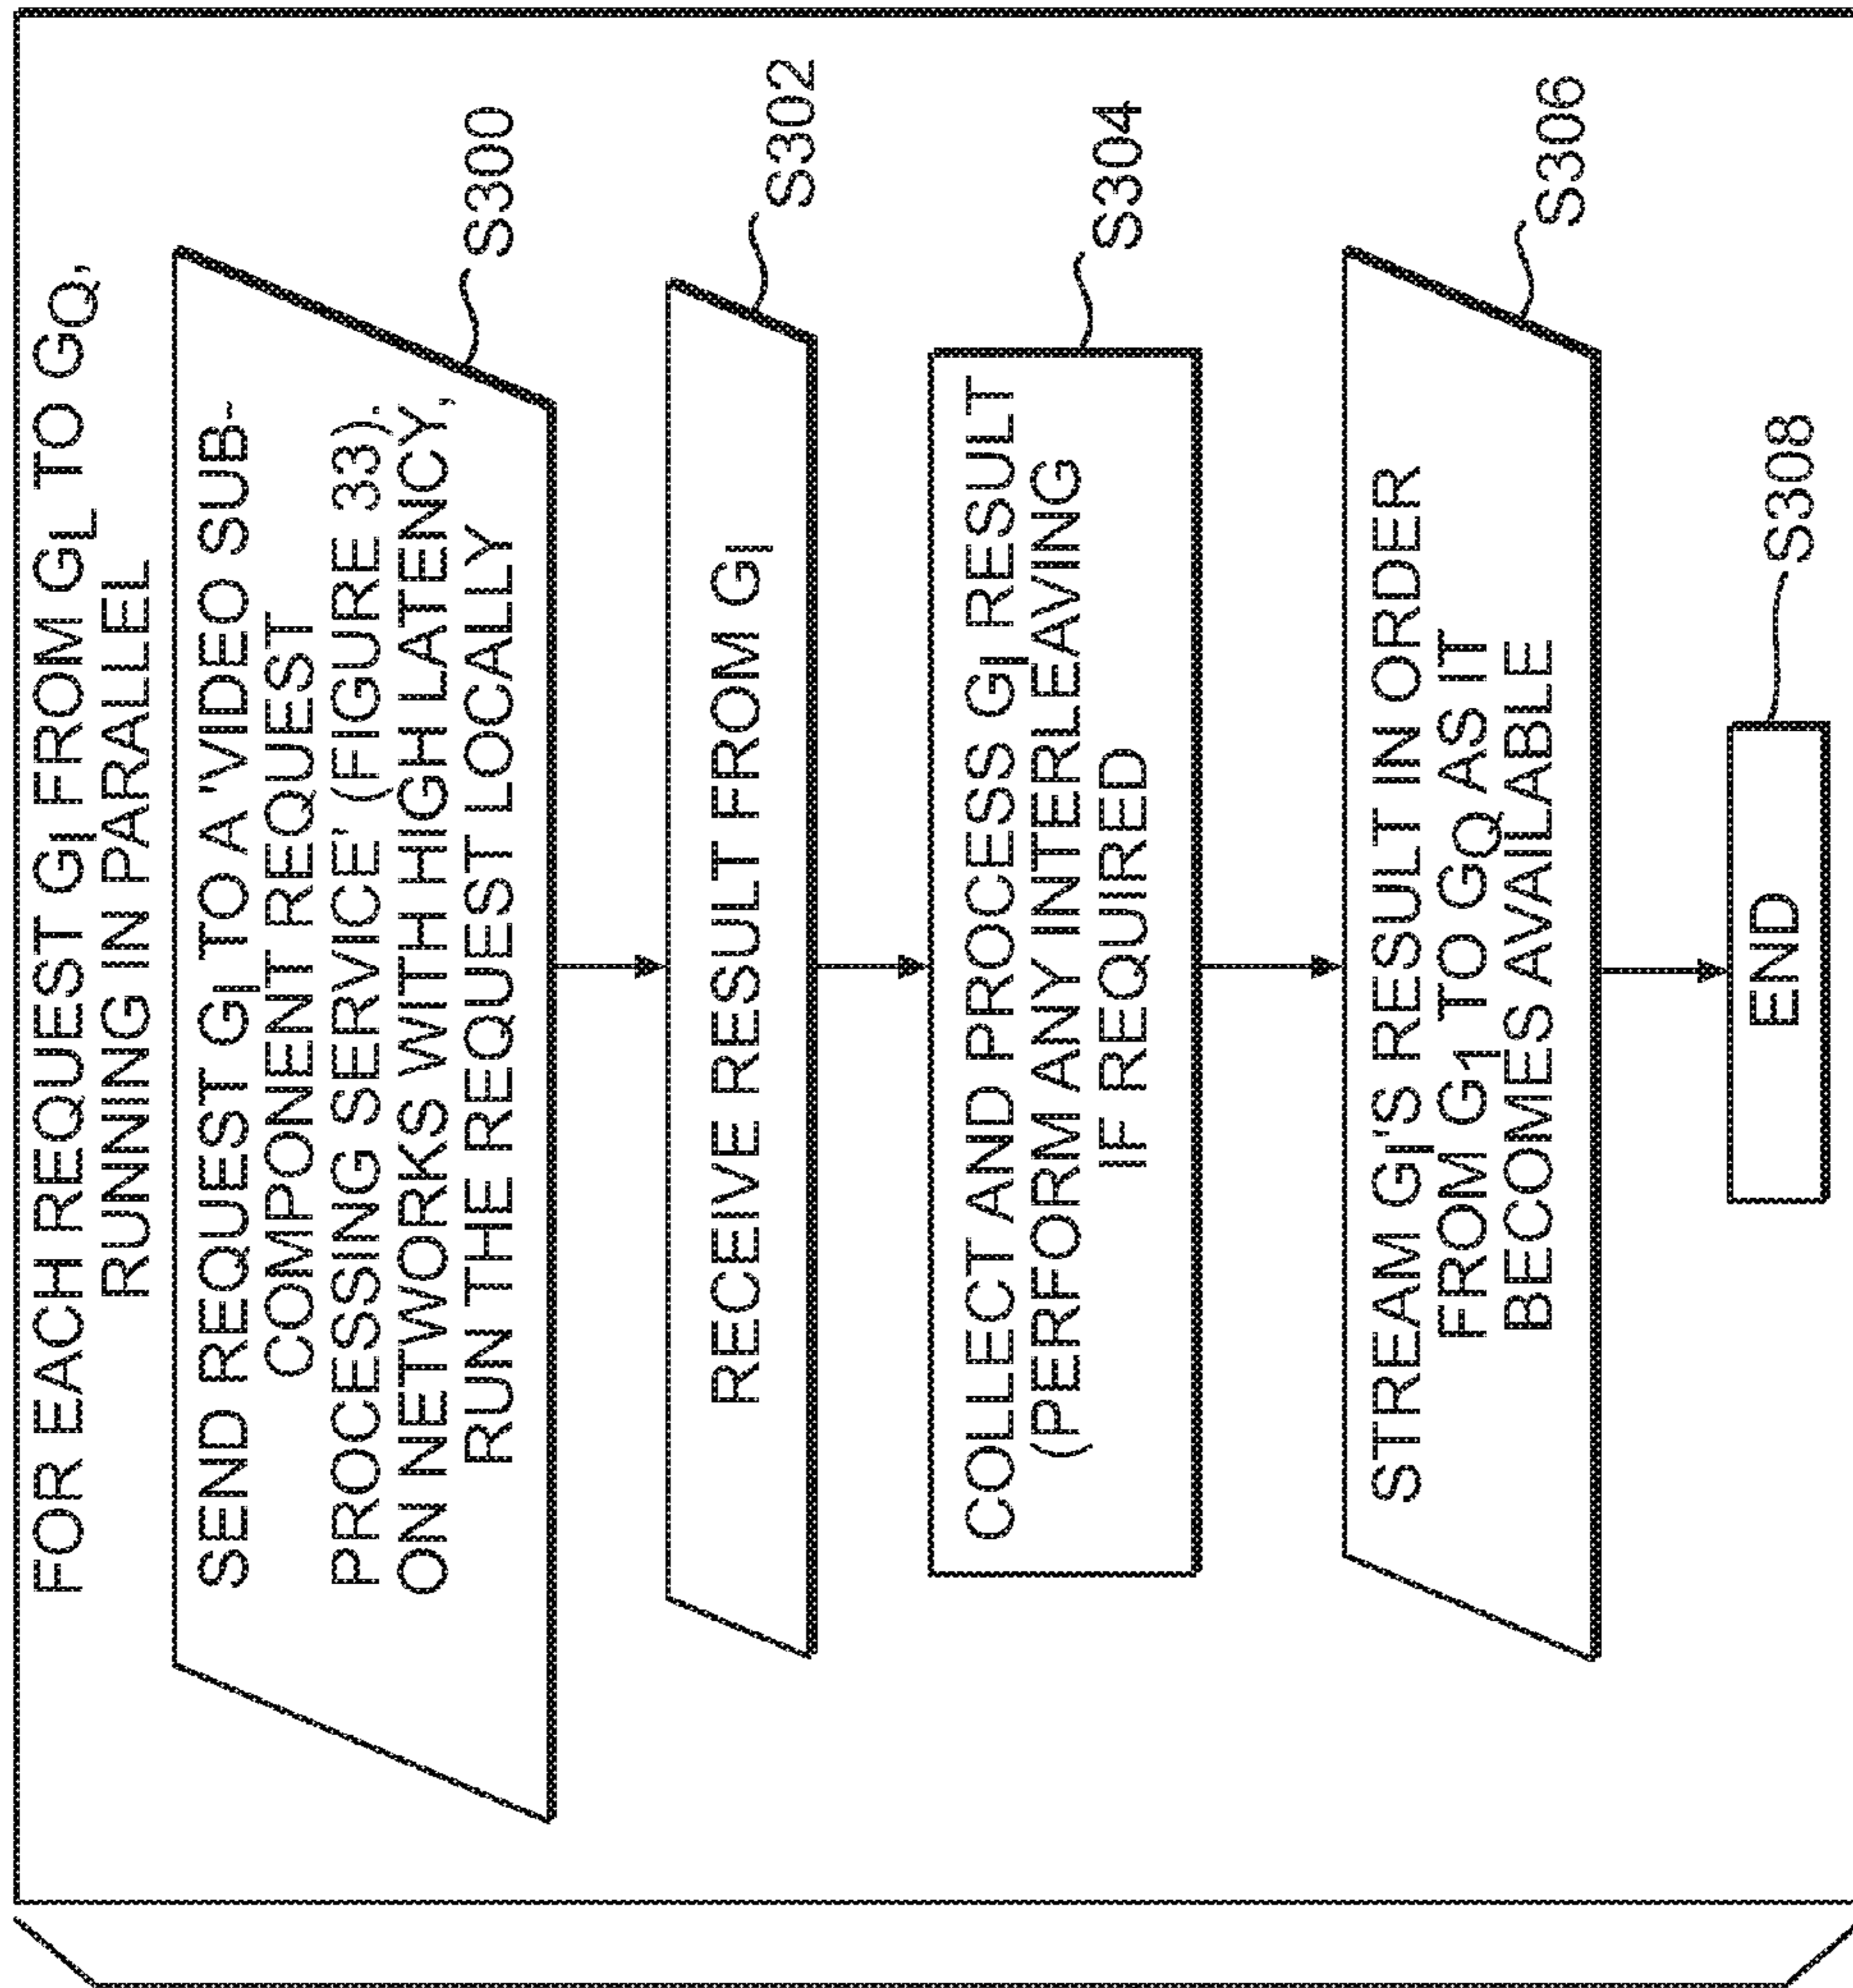 FOR EACH REQUEST GI FROM GL TO GQ,
RUNNING IN PARALLEL
SEND REQUEST GI TO A 'VIDEO SUB-
COMPONENT REQUEST
PROCESSING SERVICE' (FIGURE 33).
ON NETWORKS WITH HIGH LATENCY,
RUN THE REQUEST LOCALLY
S300
RECEIVE RESULT FROM GI
S302
COLLECT AND PROCESS GI RESULT
(PERFORM ANY INTERLEAVING
IF REQUIRED
S304
STREAM GI'S RESULT IN ORDER
FROM G1 TO GQ AS IT
BECOMES AVAILABLE
S306
END
S308